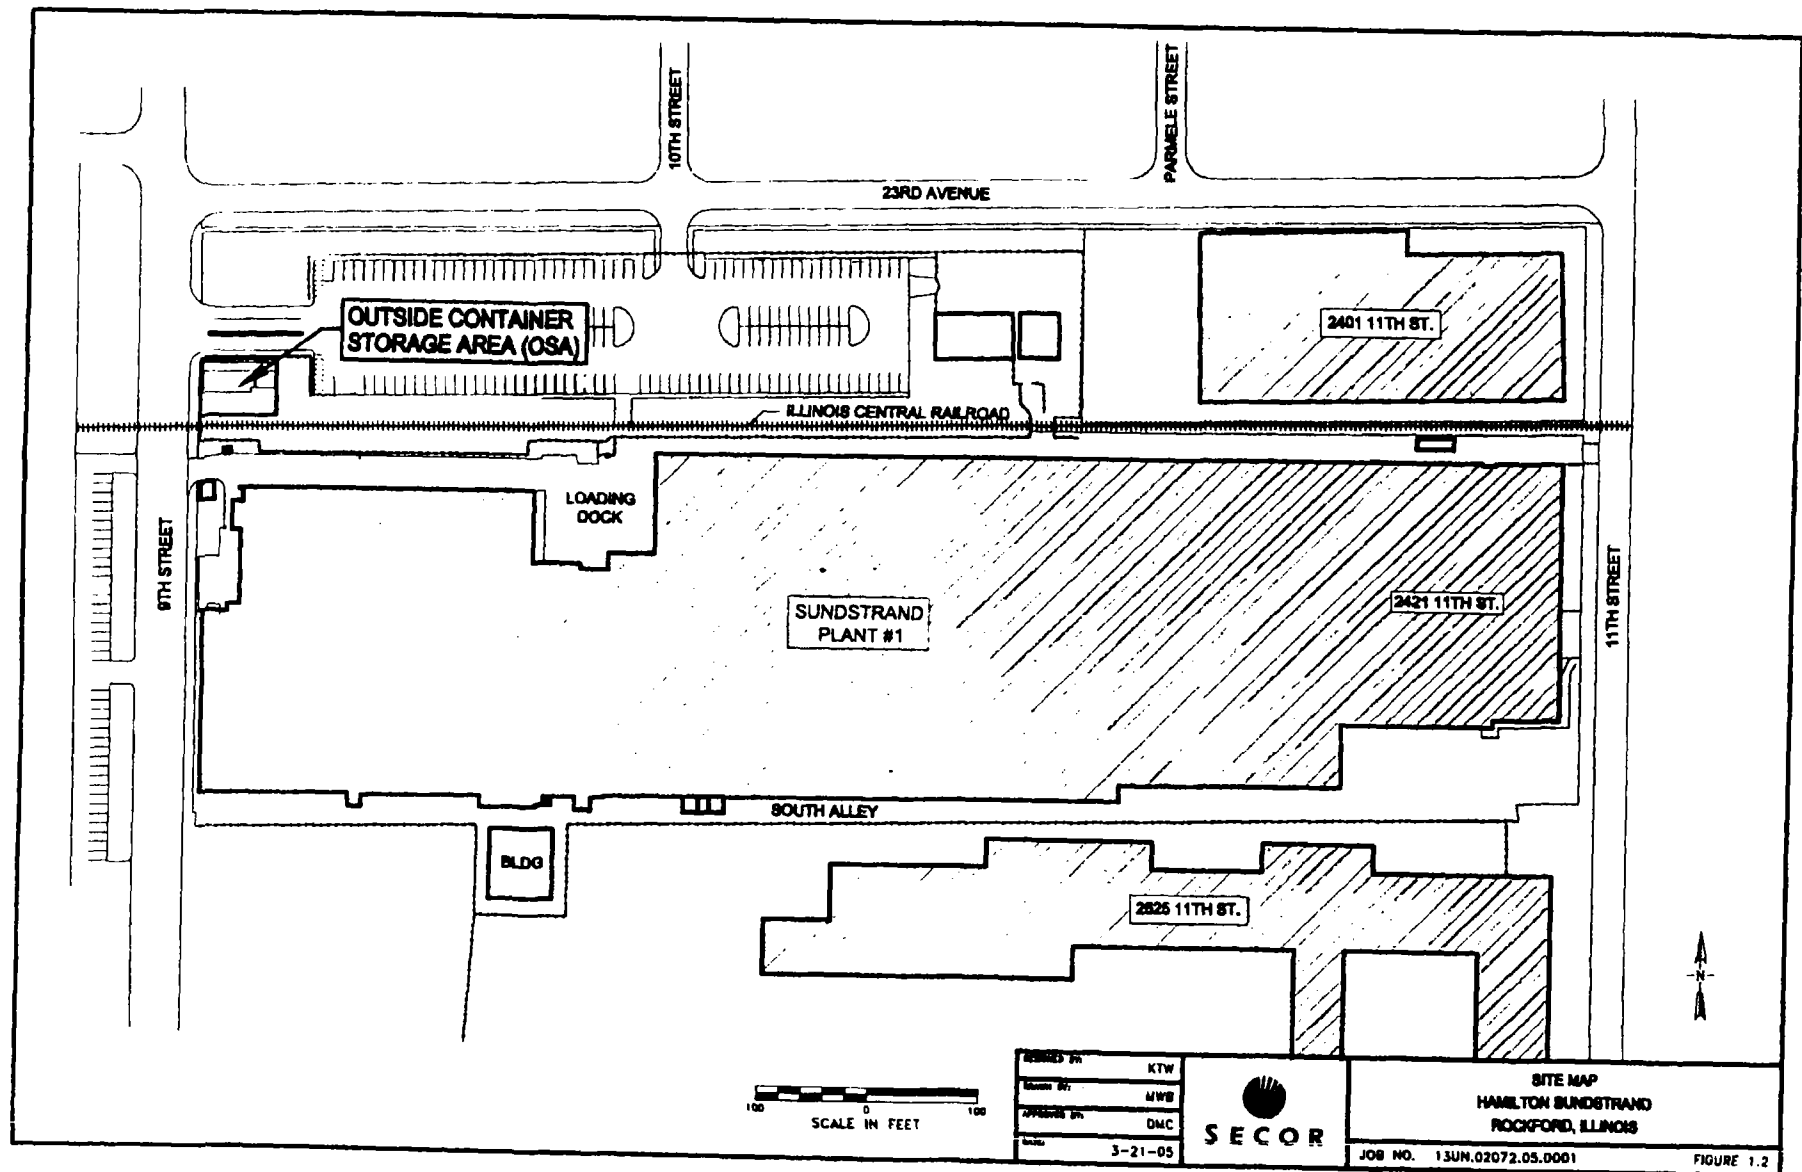 10TH STREET
PARMELE STREET
23RD AVENUE
OUTSIDE CONTAINER
STORAGE AREA (OSA)
2401 11TH ST.
ILLINOIS CENTRAL RAILROAD
LOADING
DOCK
9TH STREET
SUNDSTRAND
PLANT #1
2421 11TH ST.
11TH STREET
SOUTH ALLEY
BLDG
2525 11TH ST.
N
100 0 100
SCALE IN FEET
KTW
MWB
APPROVED BY:
DMC
3-21-05
SECOR
SITE MAP
HAMILTON SUNDSTRAND
ROCKFORD, ILLINOIS
JOB NO. 13UN.02072.05.0001
FIGURE 1.2